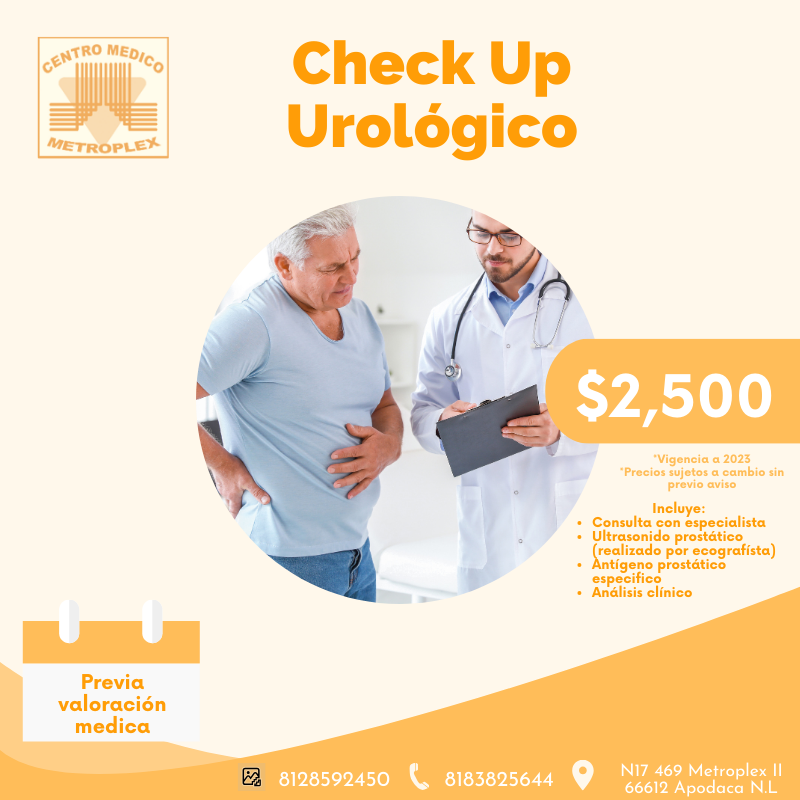 CENTRO MEDICO
METROPLEX
Check Up
Urológico
$2,500
*Vigencia a 2023
*Precios sujetos a cambio sin
previo aviso
Incluye:
• Consulta con especialista
• Ultrasonido prostático
(realizado por ecografísta)
• Antígeno prostático
especifico
• Análisis clínico
Previa
valoración
medica
8128592450
8183825644
N17 469 Metroplex ll
66612 Apodaca N.L